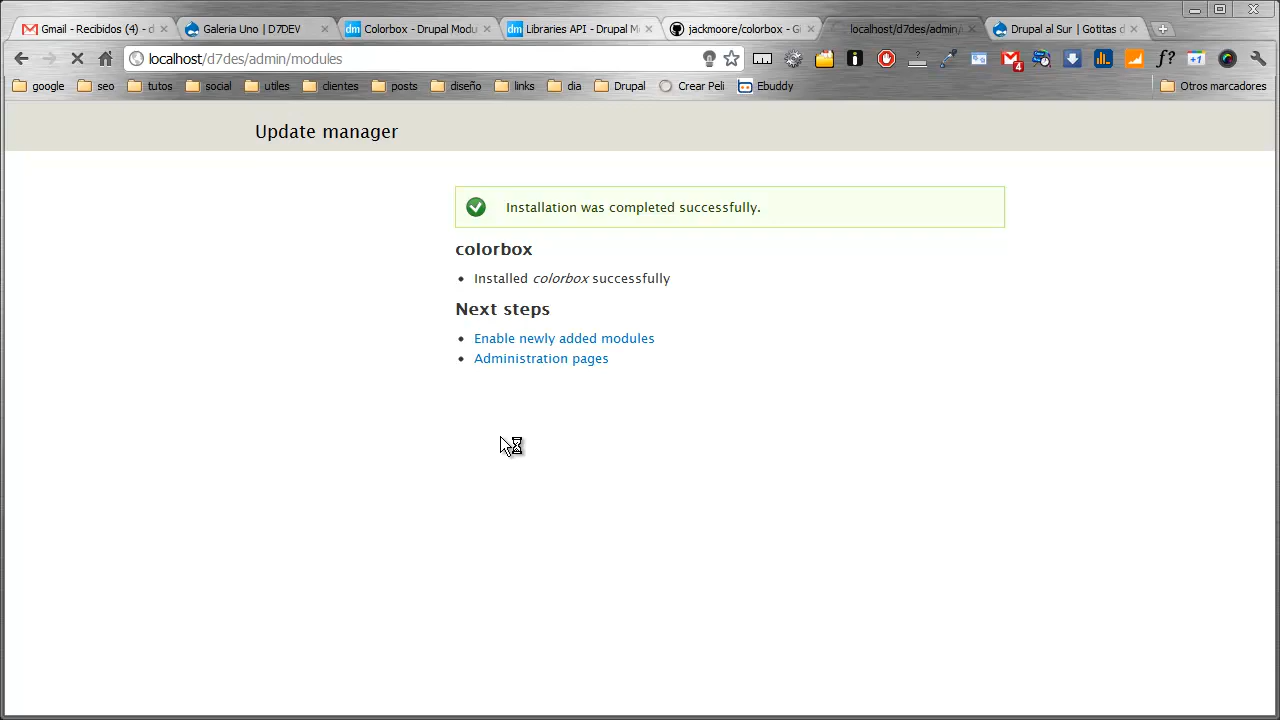 Gmail - Recibidos (4) - d
Galeria Uno | D7DEV
Colorbox - Drupal Modu
Libraries API - Drupal M
jackmoore/colorbox - Gi
localhost/d7des/admin/
Drupal al Sur | Gotitas d
localhost/d7des/admin/modules
4
f?
+1
google
seo
tutos
social
utiles
clientes
posts
diseño
links
dia
Drupal
Crear Peli
Ebuddy
Otros marcadores
Update manager
Installation was completed successfully.
colorbox
Installed colorbox successfully
Next steps
Enable newly added modules
Administration pages